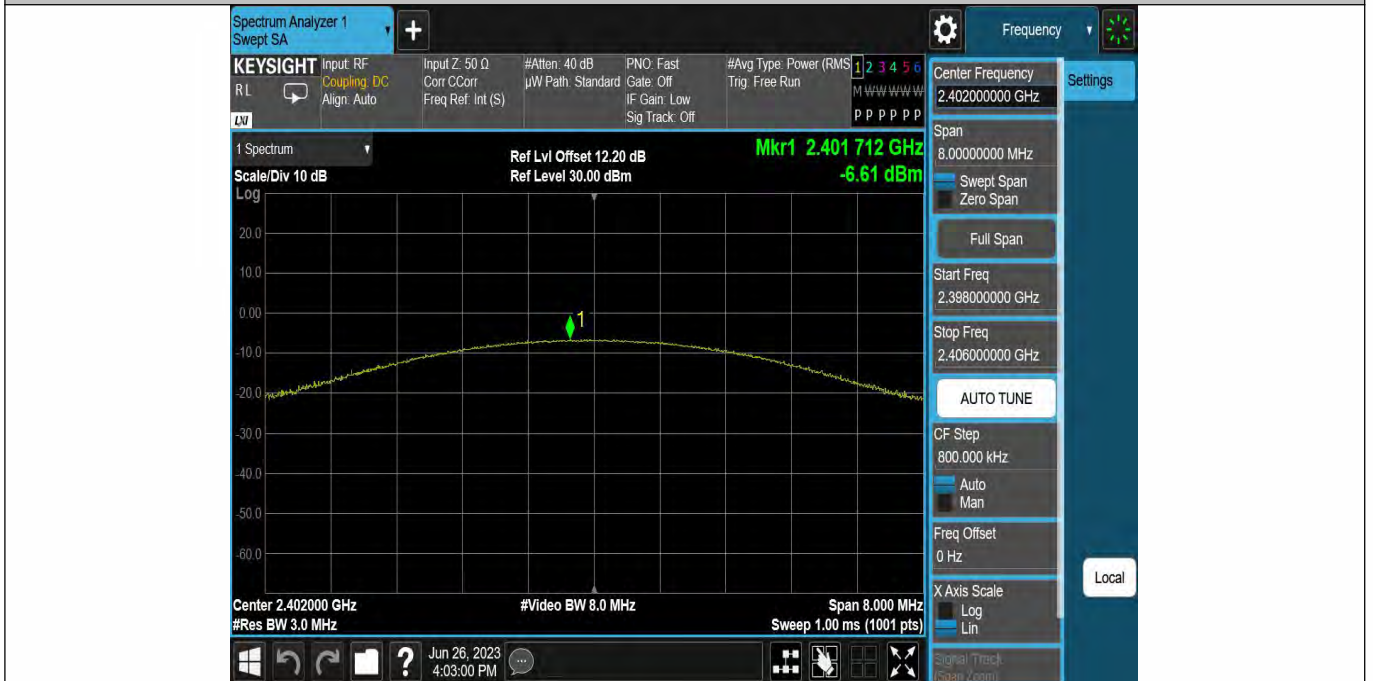 Spectrum Analyzer 1
Swept SA
Frequency
KEYSIGHT
RL
LXI
Input: RF
Coupling: DC
Align: Auto
Input Z: 50 Ω
Corr CCorr
Freq Ref: Int (S)
#Atten: 40 dB
µW Path: Standard
PNO: Fast
Gate: Off
IF Gain: Low
Sig Track: Off
#Avg Type: Power (RMS
Trig: Free Run
1 2 3 4 5 6
M W W W W W
P P P P P P
1 Spectrum
Scale/Div 10 dB
Log
Ref Lvl Offset 12.20 dB
Ref Level 30.00 dBm
Mkr1 2.401 712 GHz
-6.61 dBm
20.0
10.0
0.00
-10.0
-20.0
-30.0
-40.0
-50.0
-60.0
1
Center 2.402000 GHz
#Res BW 3.0 MHz
#Video BW 8.0 MHz
Span 8.000 MHz
Sweep 1.00 ms (1001 pts)
Center Frequency
2.402000000 GHz
Settings
Span
8.00000000 MHz
Swept Span
Zero Span
Full Span
Start Freq
2.398000000 GHz
Stop Freq
2.406000000 GHz
AUTO TUNE
CF Step
800.000 kHz
Auto
Man
Freq Offset
0 Hz
X Axis Scale
Log
Lin
Local
Signal Track
(Span Zoom)
Jun 26, 2023
4:03:00 PM